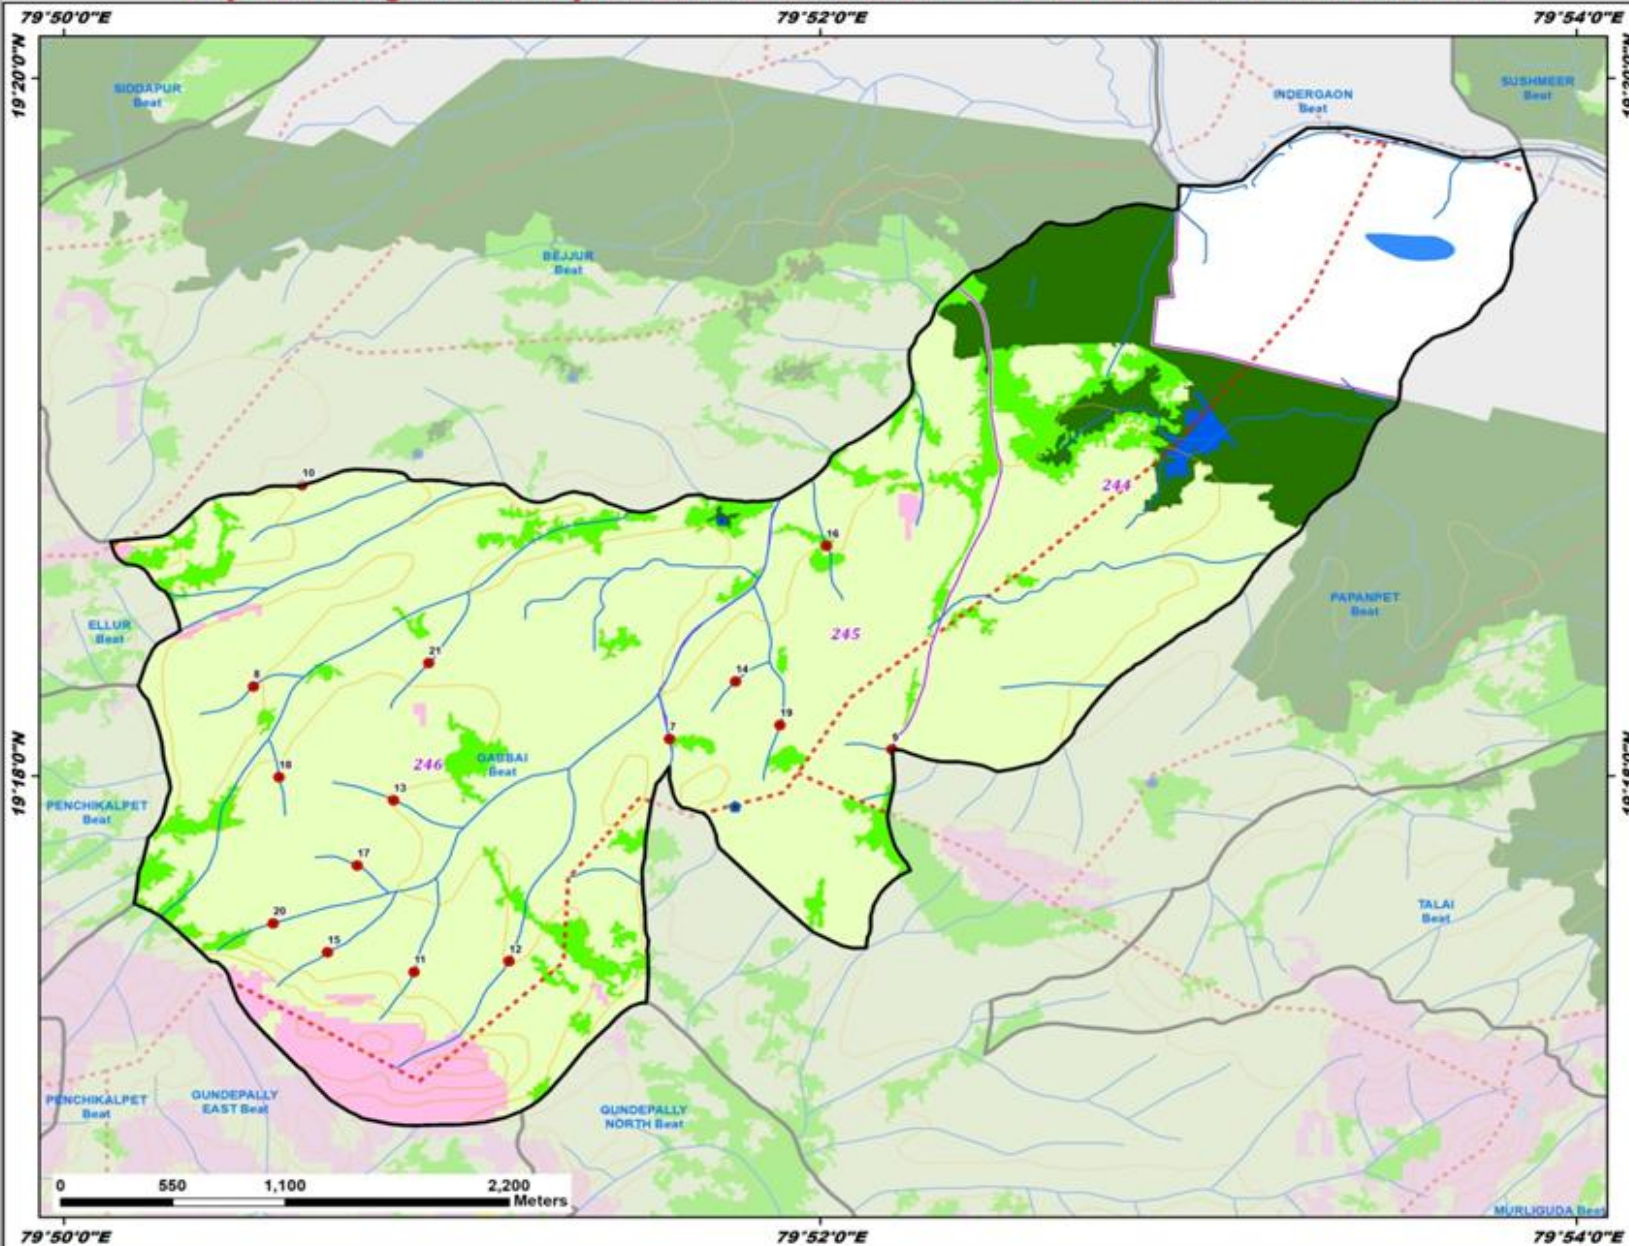 79°50'0"E
79°52'0"E
79°54'0"E
19°20'0"N
SIDDAPUR
Beat
INDERGAON
Beat
SUSHMEER
Beat
BEJJUR
Beat
10
244
16
PAPANPET
Beat
ELLUR
Beat
245
21
8
14
19
7
9
246
GABBAI
Beat
18
19°18'0"N
13
PENCHIKALPET
Beat
17
20
TALAI
Beat
15
11
12
PENCHIKALPET
Beat
GUNDEPALLY
EAST Beat
GUNDEPALLY
NORTH Beat
0 550 1,100 2,200
Meters
MURLIGUDA Beat
79°50'0"E
79°52'0"E
79°54'0"E